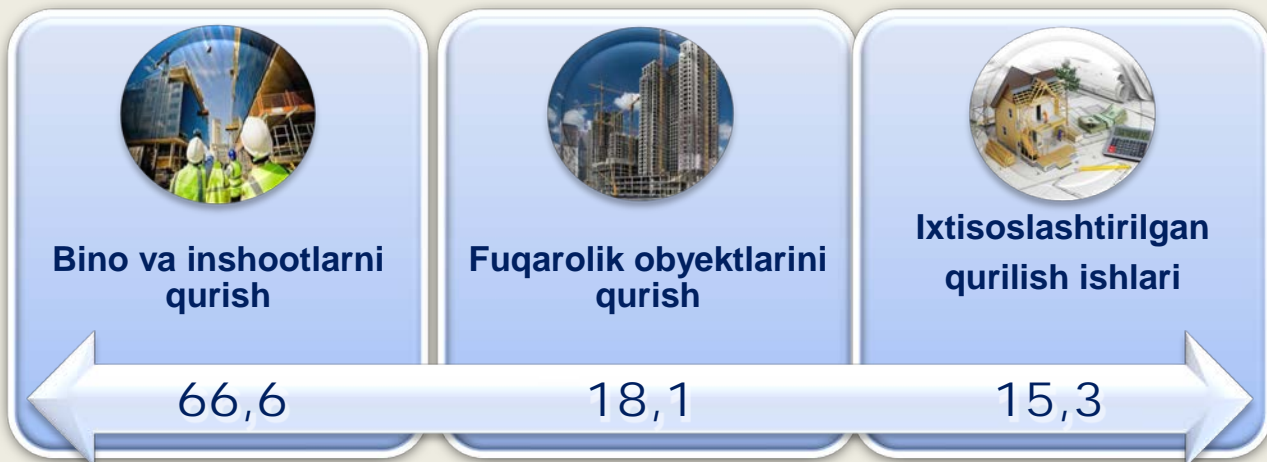 Bino va inshootlarni
qurish
Fuqarolik obyektlarini
qurish
Ixtisoslashtirilgan
qurilish ishlari
66,6
18,1
15,3